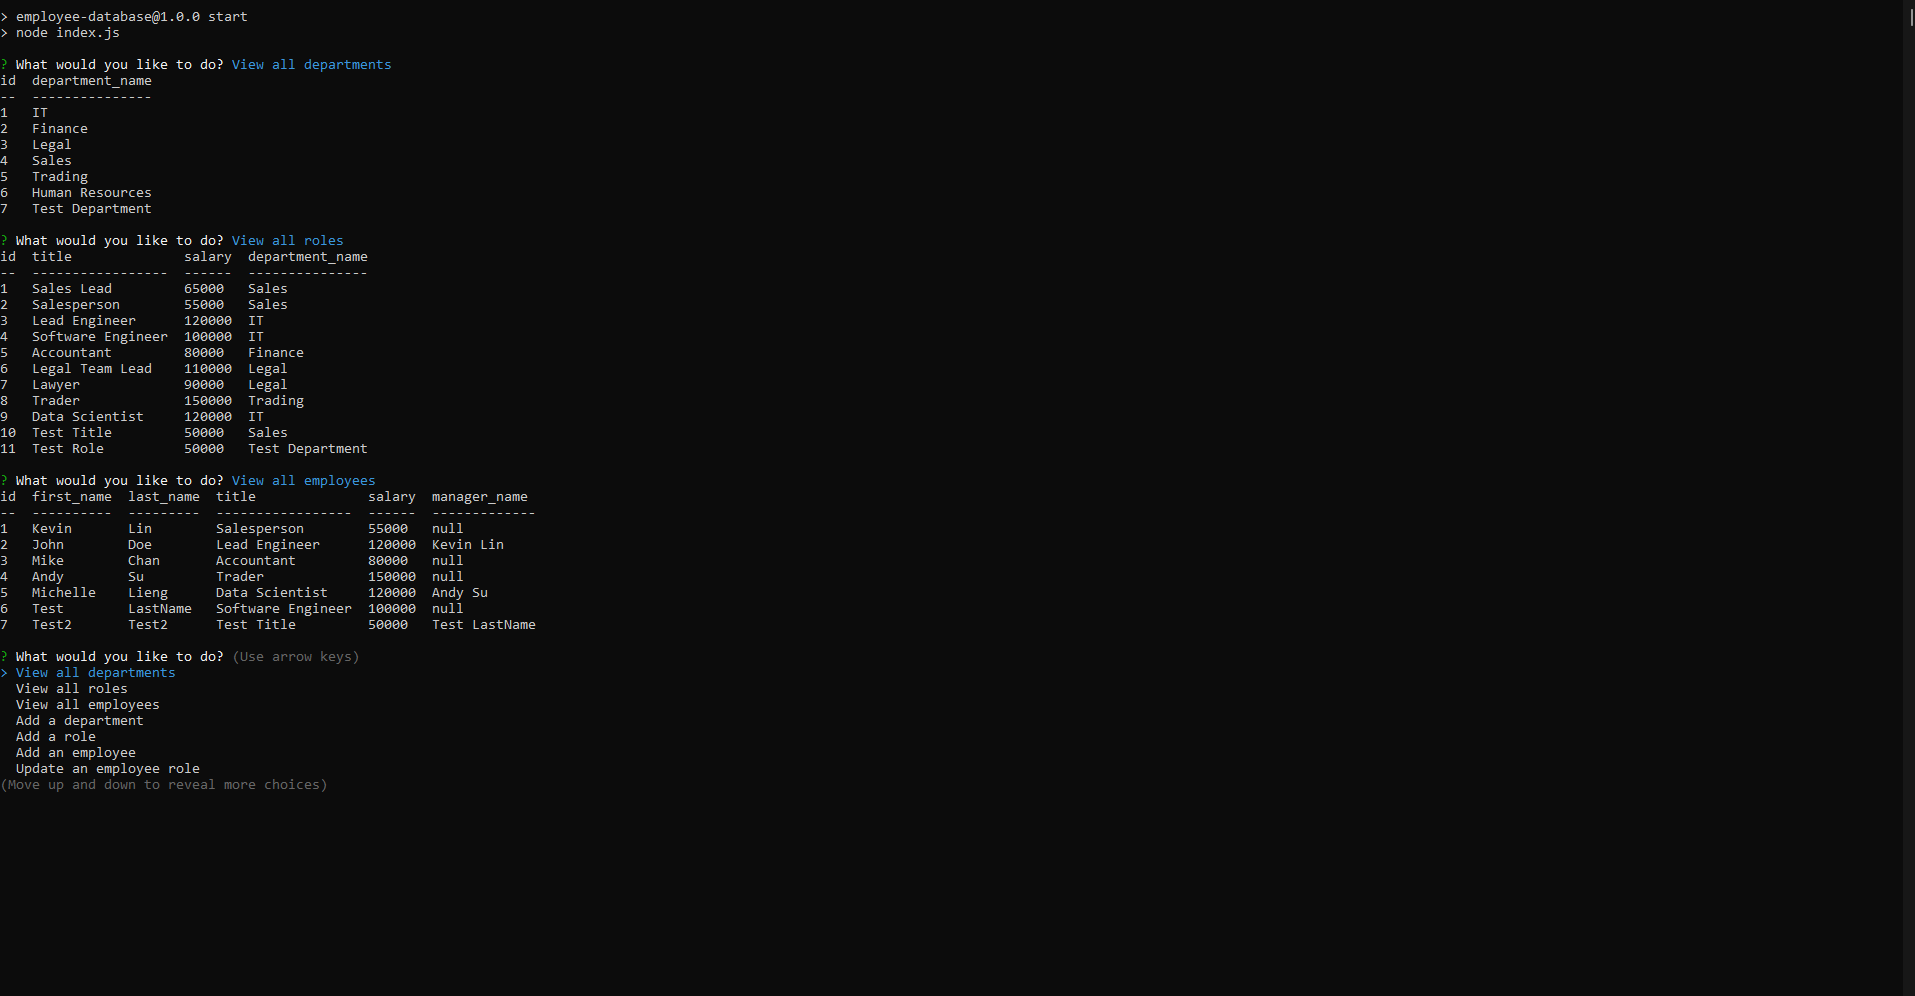 > employee-database@1.0.0 start
> node index.js
? What would you like to do? View all departments
id  department_name
--  ---------------
1   IT
2   Finance
3   Legal
4   Sales
5   Trading
6   Human Resources
7   Test Department
? What would you like to do? View all roles
id  title              salary  department_name
--  -----------------  ------  ---------------
1   Sales Lead         65000   Sales
2   Salesperson        55000   Sales
3   Lead Engineer      120000  IT
4   Software Engineer  100000  IT
5   Accountant         80000   Finance
6   Legal Team Lead    110000  Legal
7   Lawyer             90000   Legal
8   Trader             150000  Trading
9   Data Scientist     120000  IT
10  Test Title         50000   Sales
11  Test Role          50000   Test Department
? What would you like to do? View all employees
id  first_name  last_name  title              salary  manager_name
--  ----------  ---------  -----------------  ------  -------------
1   Kevin       Lin        Salesperson        55000   null
2   John        Doe        Lead Engineer      120000  Kevin Lin
3   Mike        Chan       Accountant         80000   null
4   Andy        Su         Trader             150000  null
5   Michelle    Lieng      Data Scientist     120000  Andy Su
6   Test        LastName   Software Engineer  100000  null
7   Test2       Test2      Test Title         50000   Test LastName
? What would you like to do? (Use arrow keys)
> View all departments
  View all roles
  View all employees
  Add a department
  Add a role
  Add an employee
  Update an employee role
(Move up and down to reveal more choices)